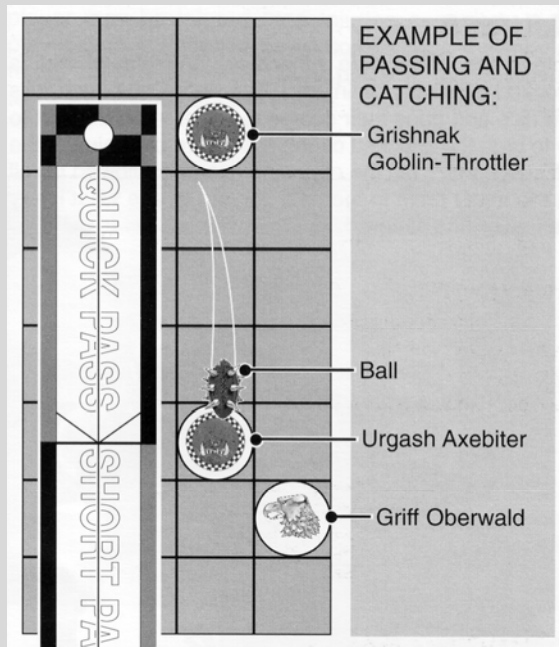 EXAMPLE OF
PASSING AND
CATCHING:
Grishnak
Goblin-Throttler
Ball
Urgash Axebiter
Griff Oberwald
QUICK PASS
SHORT PA